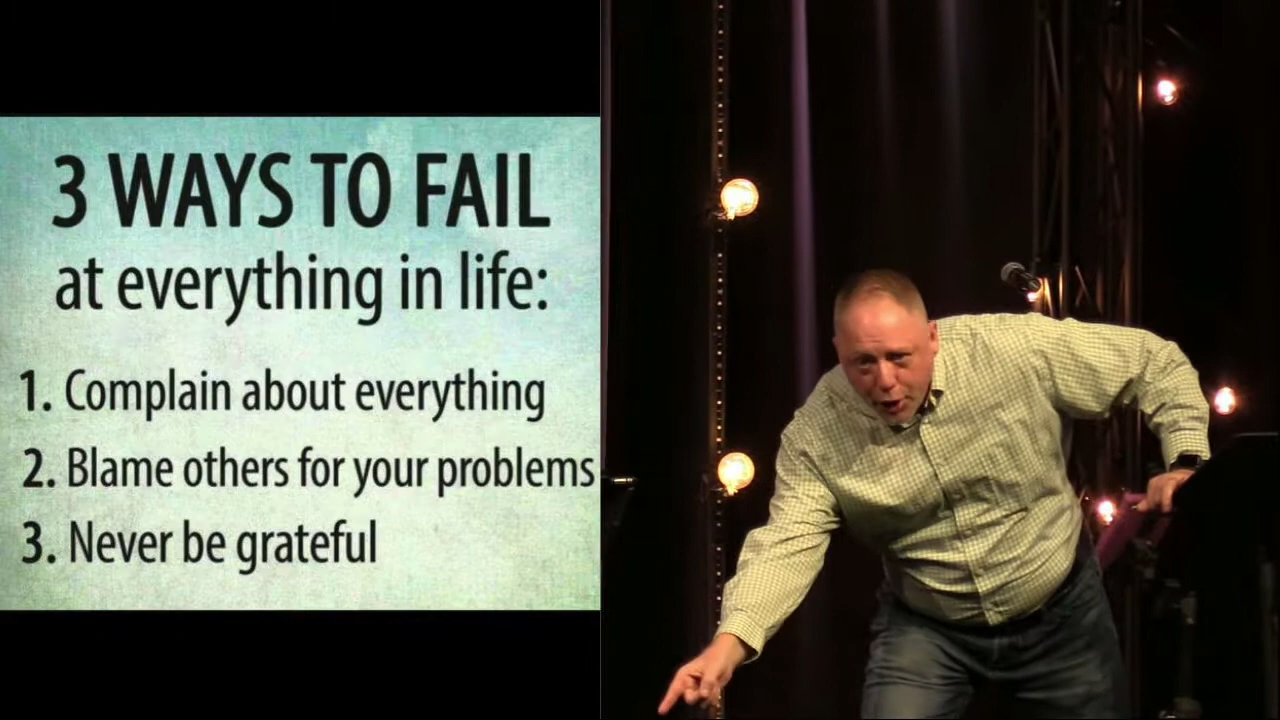 3 WAYS TO FAIL
at everything in life:
1. Complain about everything
2. Blame others for your problems
3. Never be grateful